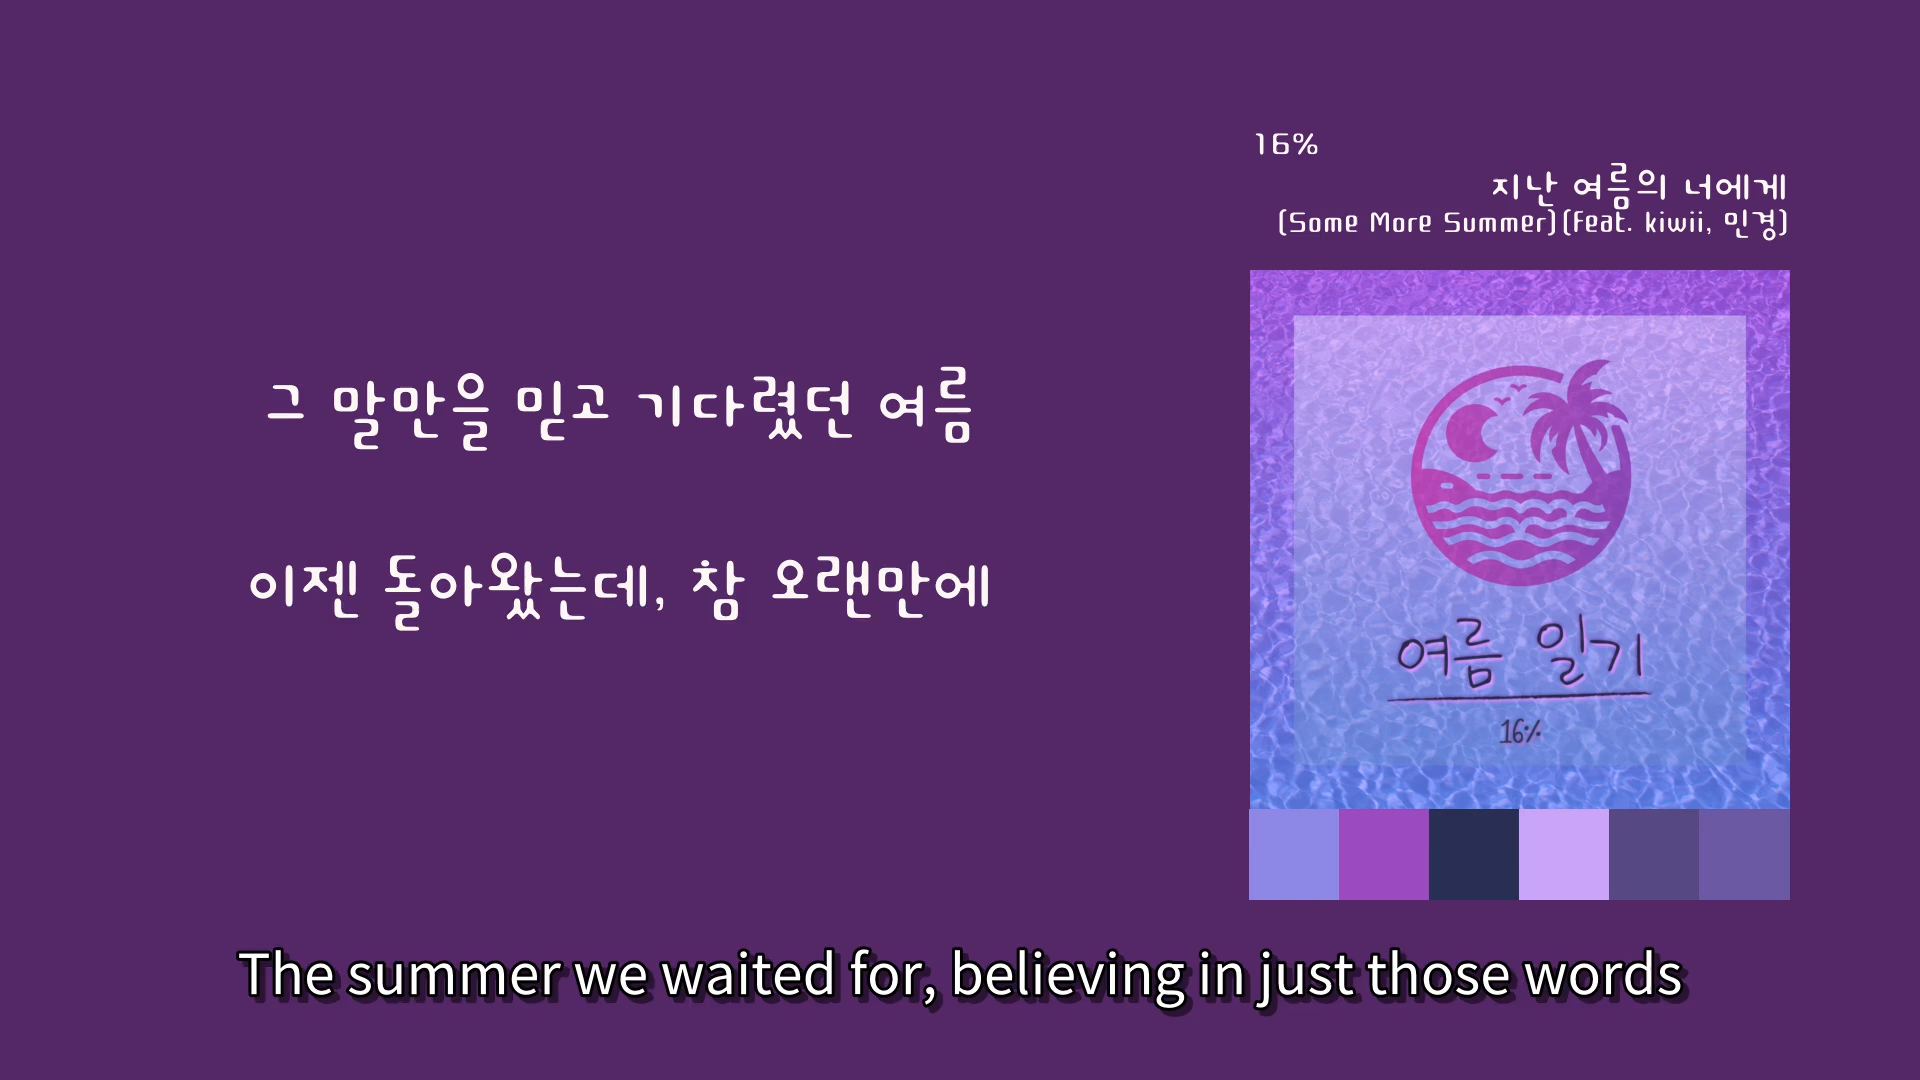 16%
지난 여름의 너에게
(Some More Summer)(Feat. kiwii, 민경)
그 말만을 믿고 기다렸던 여름
이젠 돌아왔는데, 참 오랜만에
여름 일기
16%
The summer we waited for, believing in just those words